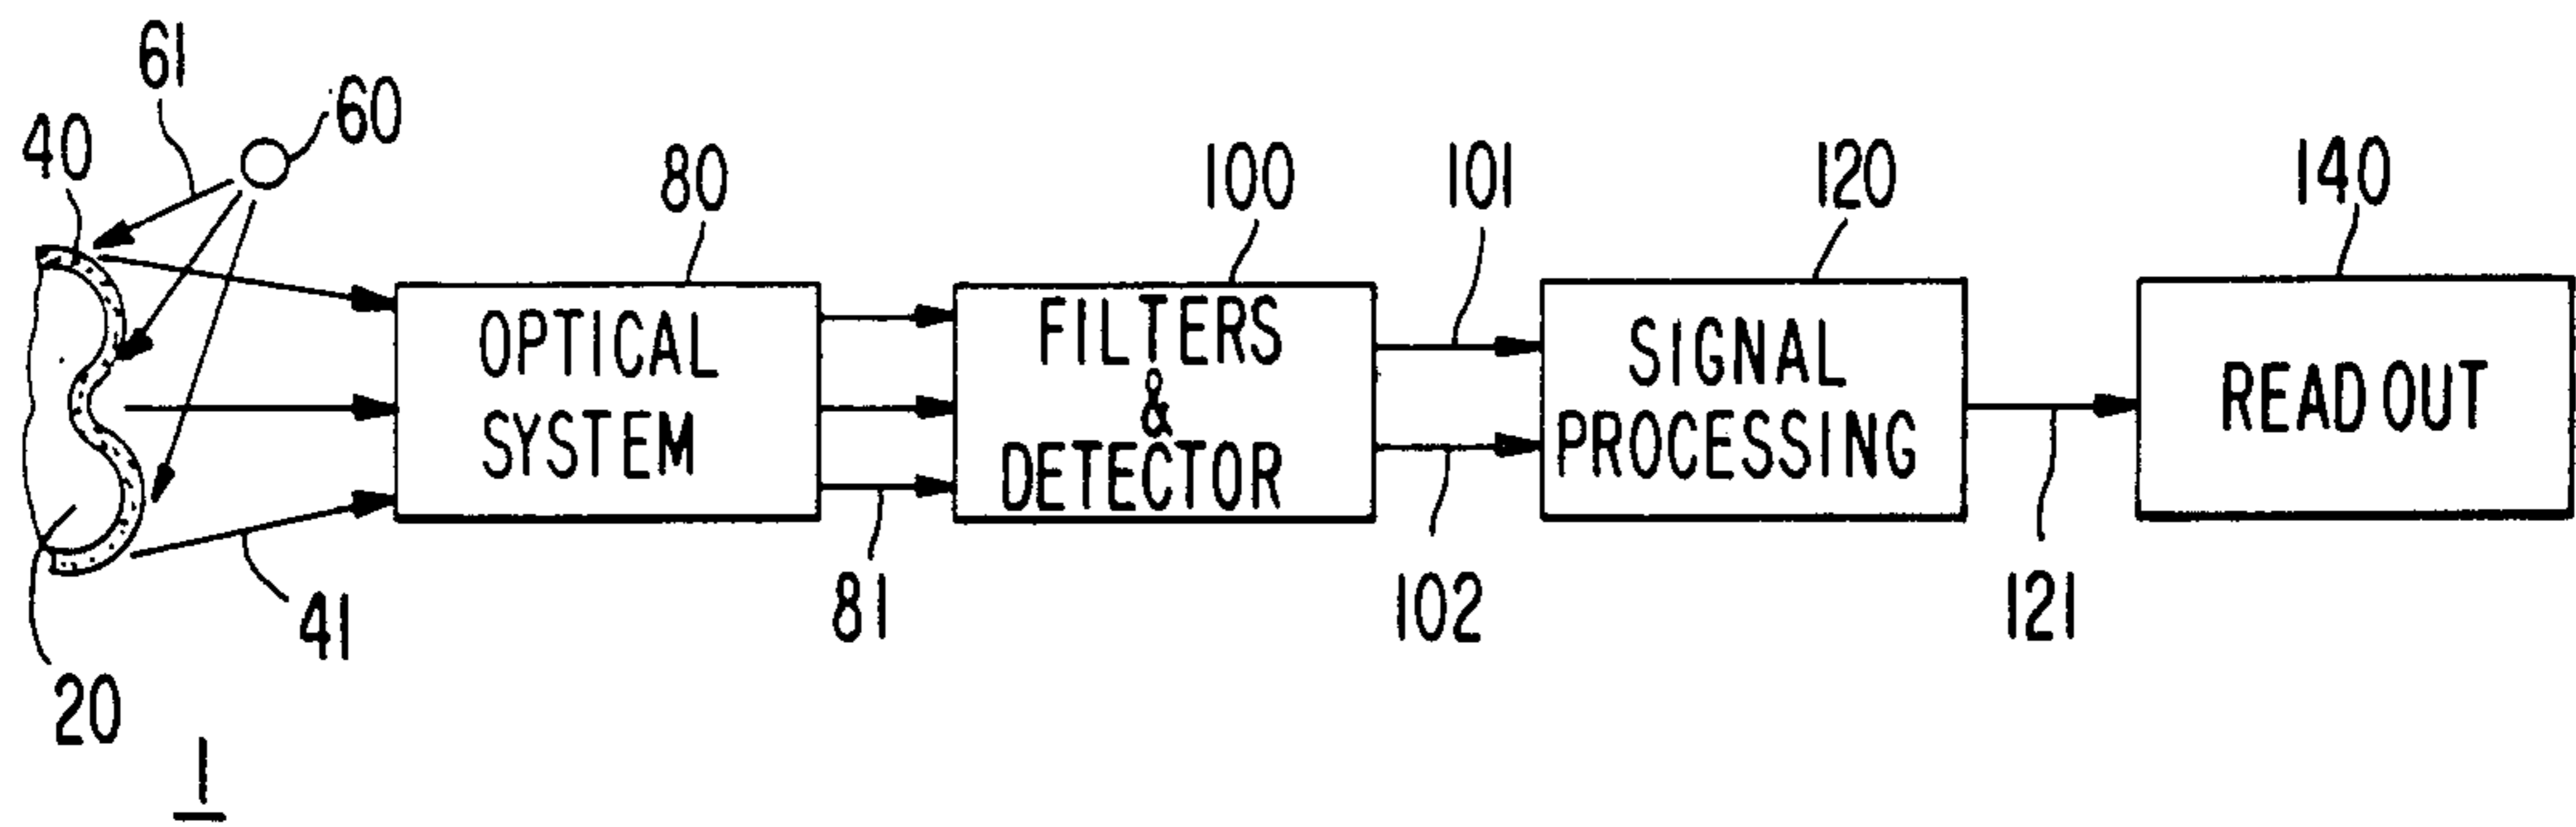 61
60
40
80
100
101
120
140
OPTICAL
SYSTEM
FILTERS
&
DETECTOR
SIGNAL
PROCESSING
READ OUT
41
81
102
121
20
1